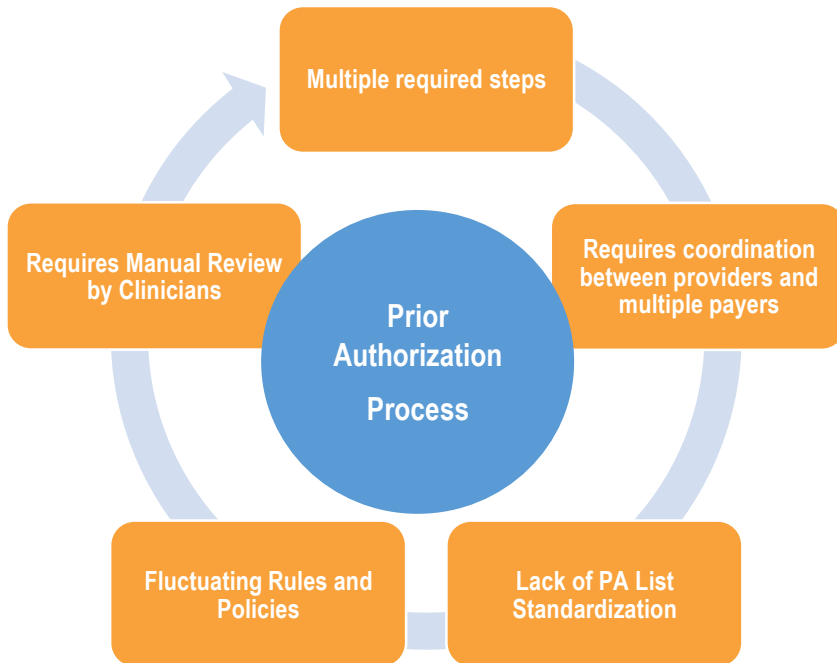 Multiple required steps
Requires coordination
between providers and
multiple payers
Lack of PA List
Standardization
Fluctuating Rules and
Policies
Requires Manual Review
by Clinicians
Prior
Authorization
Process